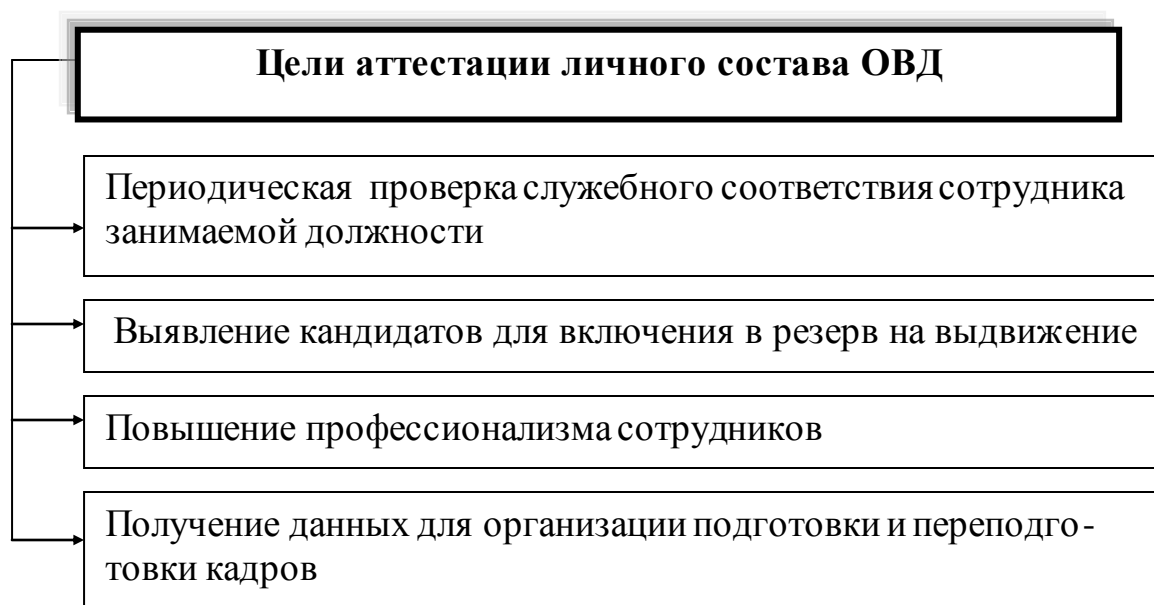 Цели аттестации личного состава ОВД
Периодическая проверка служебного соответствия сотрудника
занимаемой должности
Выявление кандидатов для включения в резерв на выдвижение
Повышение профессионализма сотрудников
Получение данных для организации подготовки и переподго-
товки кадров